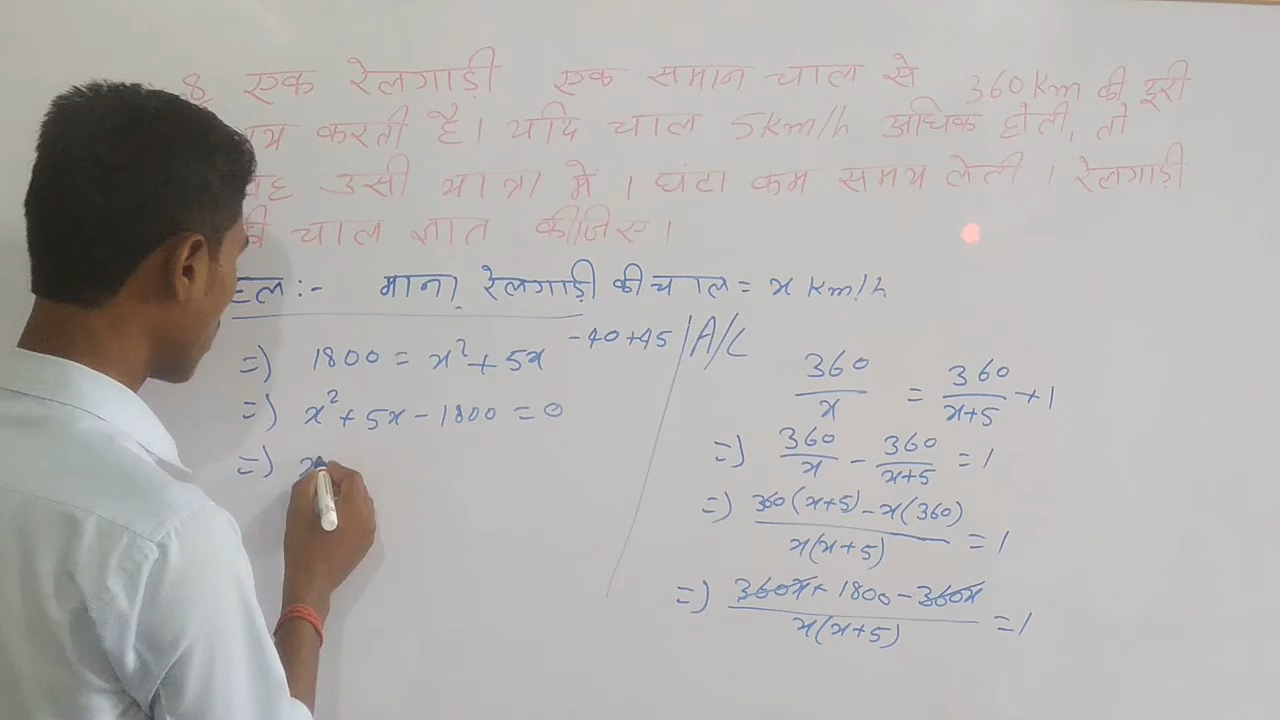 8 एक रेलगाड़ी एक समान चाल से 360 Km की दूरी
य करती है। यदि चाल 5km/h अधिक होती, तो
वह उसी यात्रा में 1 घंटा कम समय लेती । रेलगाड़ी
की चाल ज्ञात कीजिए।
हल :- माना रेलगाड़ी की चाल = x km/h
=) 1800 = x² + 5x
-40+45
=) x² + 5x - 1800 = 0
=) x
A/C
360/x = 360/(x+5) + 1
=) 360/x - 360/(x+5) = 1
=) (360(x+5) - x(360))/(x(x+5)) = 1
=) (360x + 1800 - 360x)/(x(x+5)) = 1